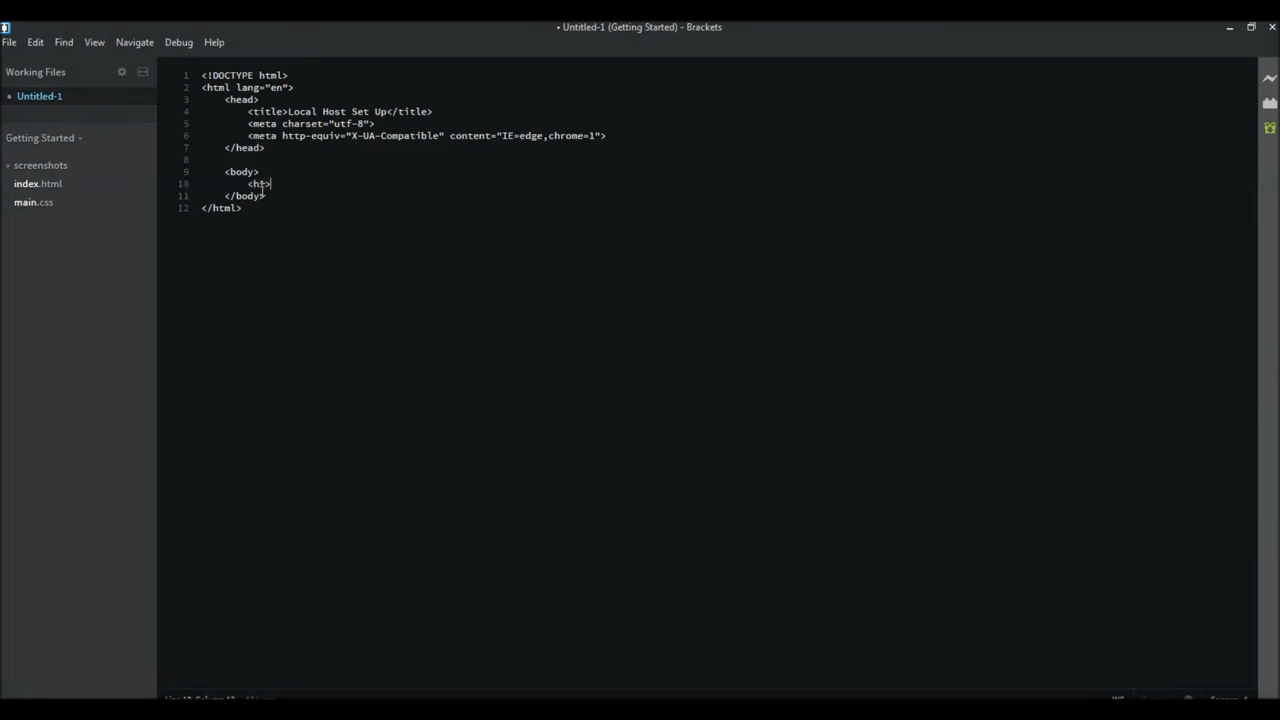 • Untitled-1 (Getting Started) - Brackets
File Edit Find View Navigate Debug Help
Working Files
• Untitled-1
Getting Started
screenshots
index.html
main.css
1 <!DOCTYPE html>
2 <html lang="en">
3 <head>
4 <title>Local Host Set Up</title>
5 <meta charset="utf-8">
6 <meta http-equiv="X-UA-Compatible" content="IE=edge,chrome=1">
7 </head>
8
9 <body>
10 <h1>
11 </body>
12 </html>